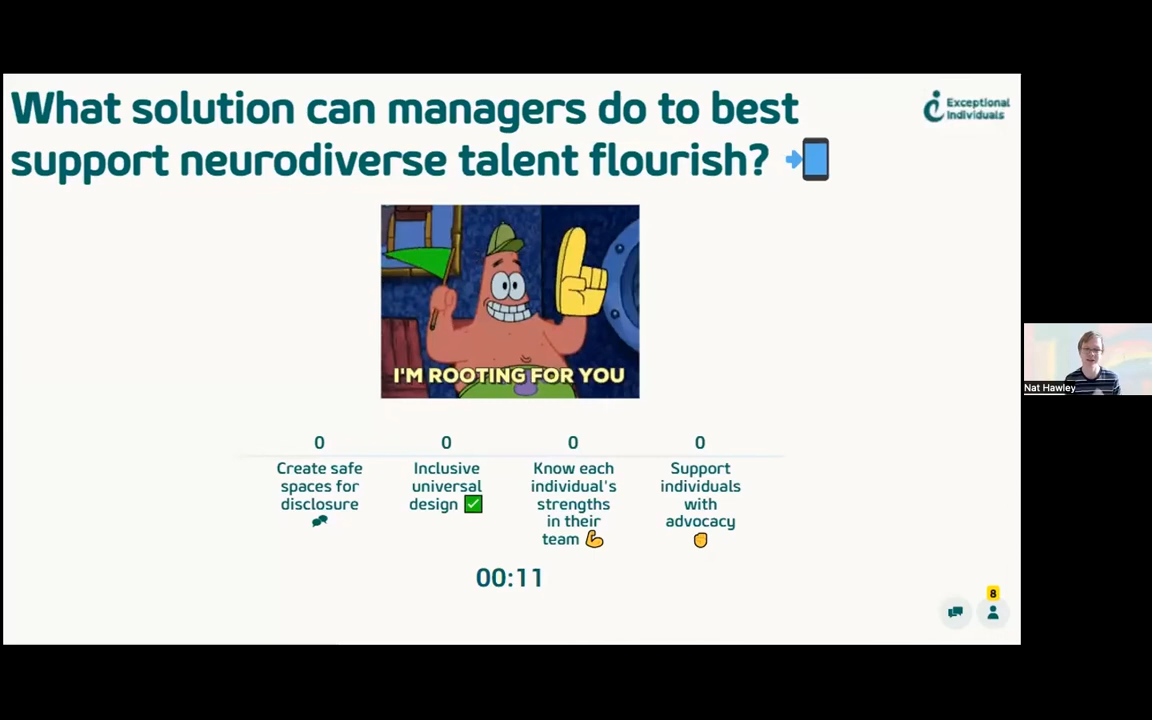 What solution can managers do to best
support neurodiverse talent flourish?
Exceptional
Individuals
I'M ROOTING FOR YOU
0
Create safe
spaces for
disclosure
0
Inclusive
universal
design
0
Know each
individual's
strengths
in their
team
0
Support
individuals
with
advocacy
00:11
8
Nat Hawley